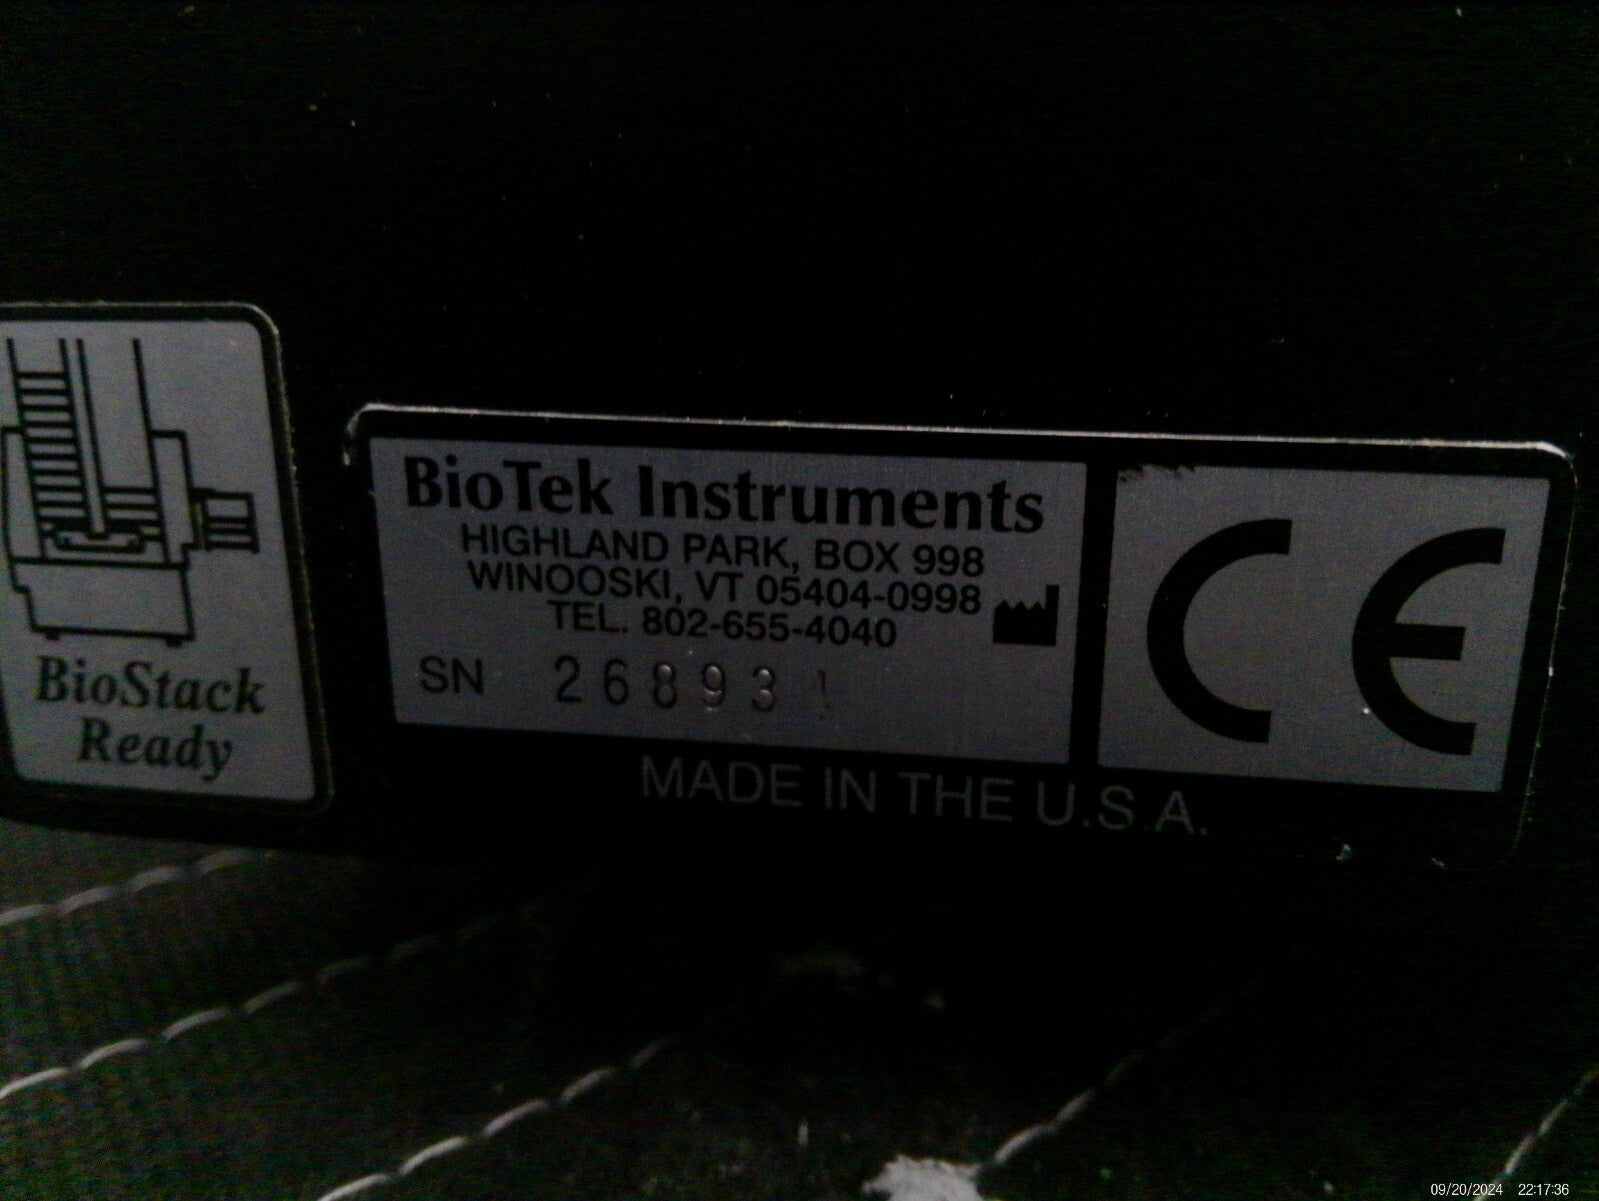 BioStack
Ready
BioTek Instruments
HIGHLAND PARK, BOX 998
WINOOSKI, VT 05404-0998
TEL. 802-655-4040
SN 268931
CE
MADE IN THE U.S.A.
09/20/2024 22:17:36